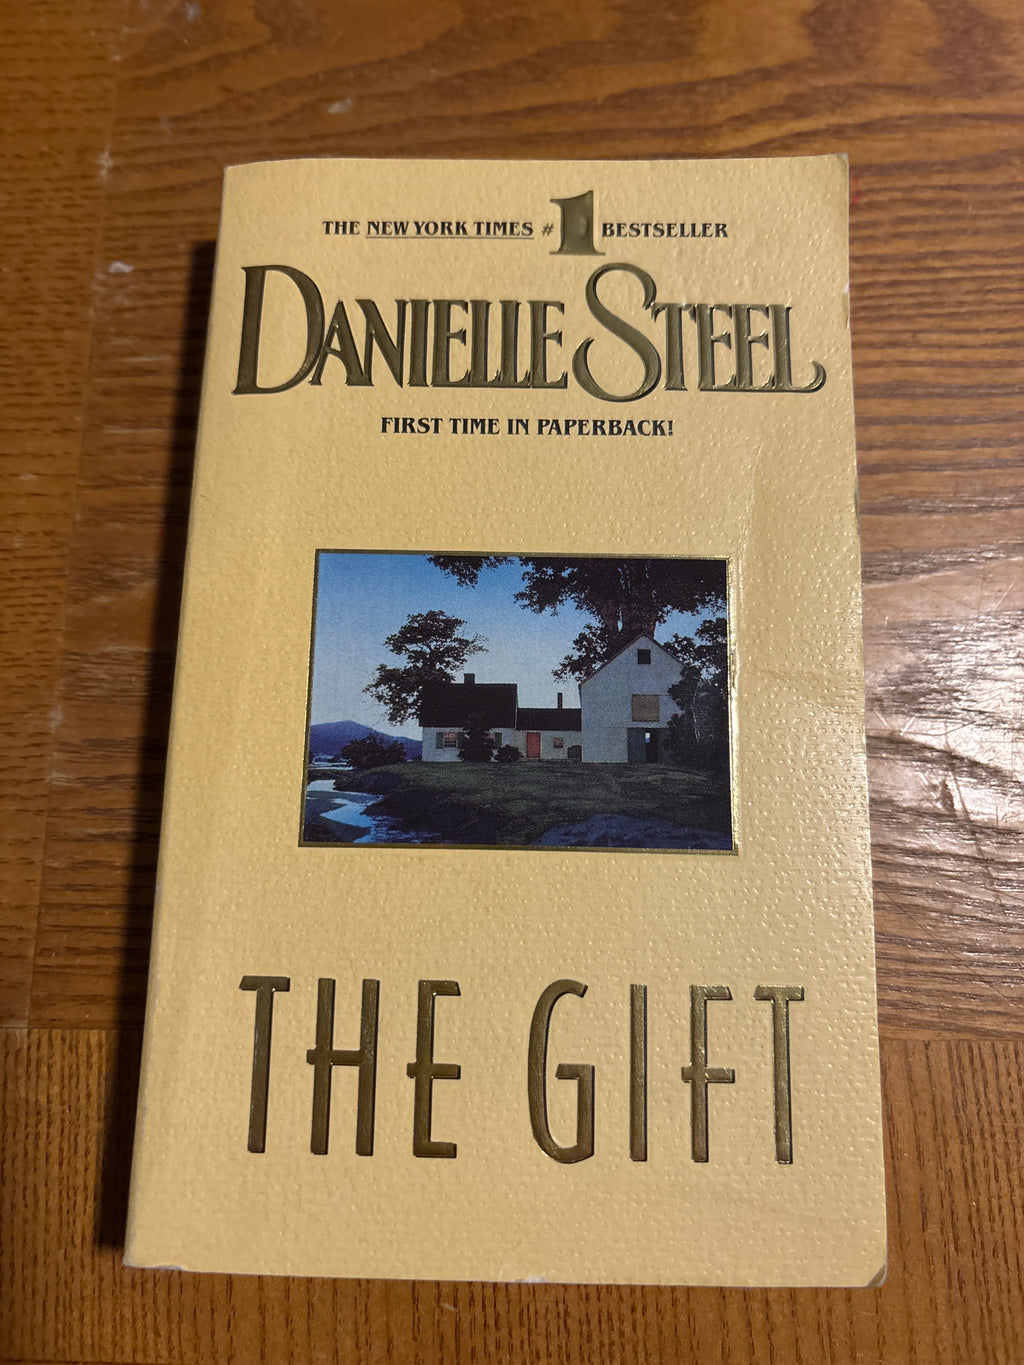 THE NEW YORK TIMES #1 BESTSELLER
DANIELLE STEEL
FIRST TIME IN PAPERBACK!
THE GIFT